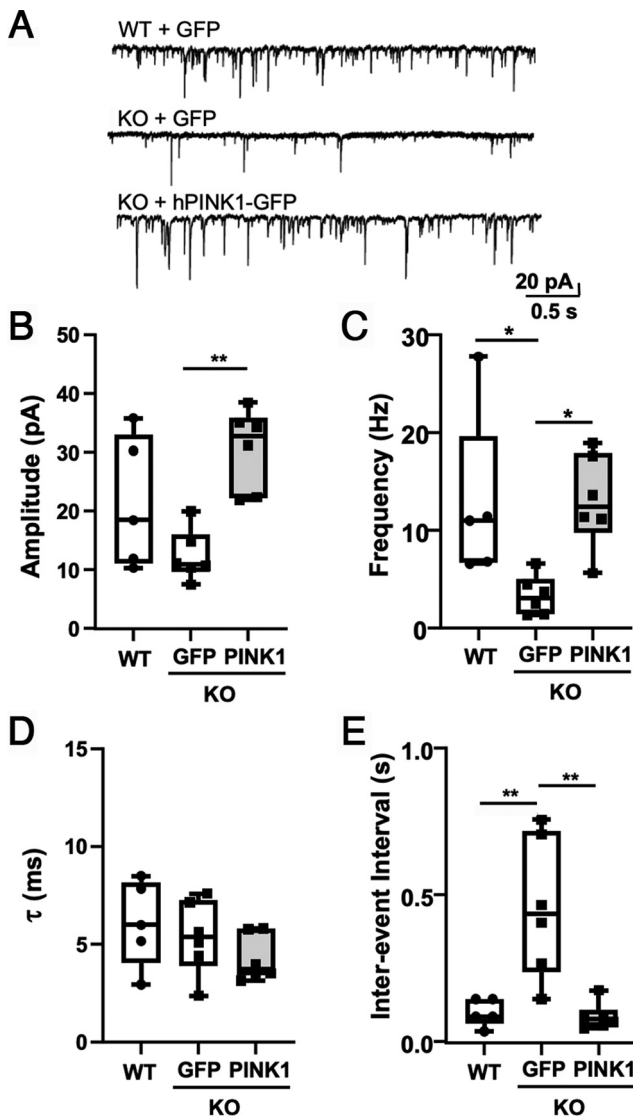 A
WT + GFP
KO + GFP
KO + hPINK1-GFP
20 pA
0.5 s
B
Amplitude (pA)
50
40
30
20
10
0
**
WT
GFP PINK1
KO
C
Frequency (Hz)
30
20
10
0
*
*
WT
GFP PINK1
KO
D
τ (ms)
15
10
5
0
WT
GFP PINK1
KO
E
Inter-event Interval (s)
1.0
0.5
0.0
**
**
WT
GFP PINK1
KO